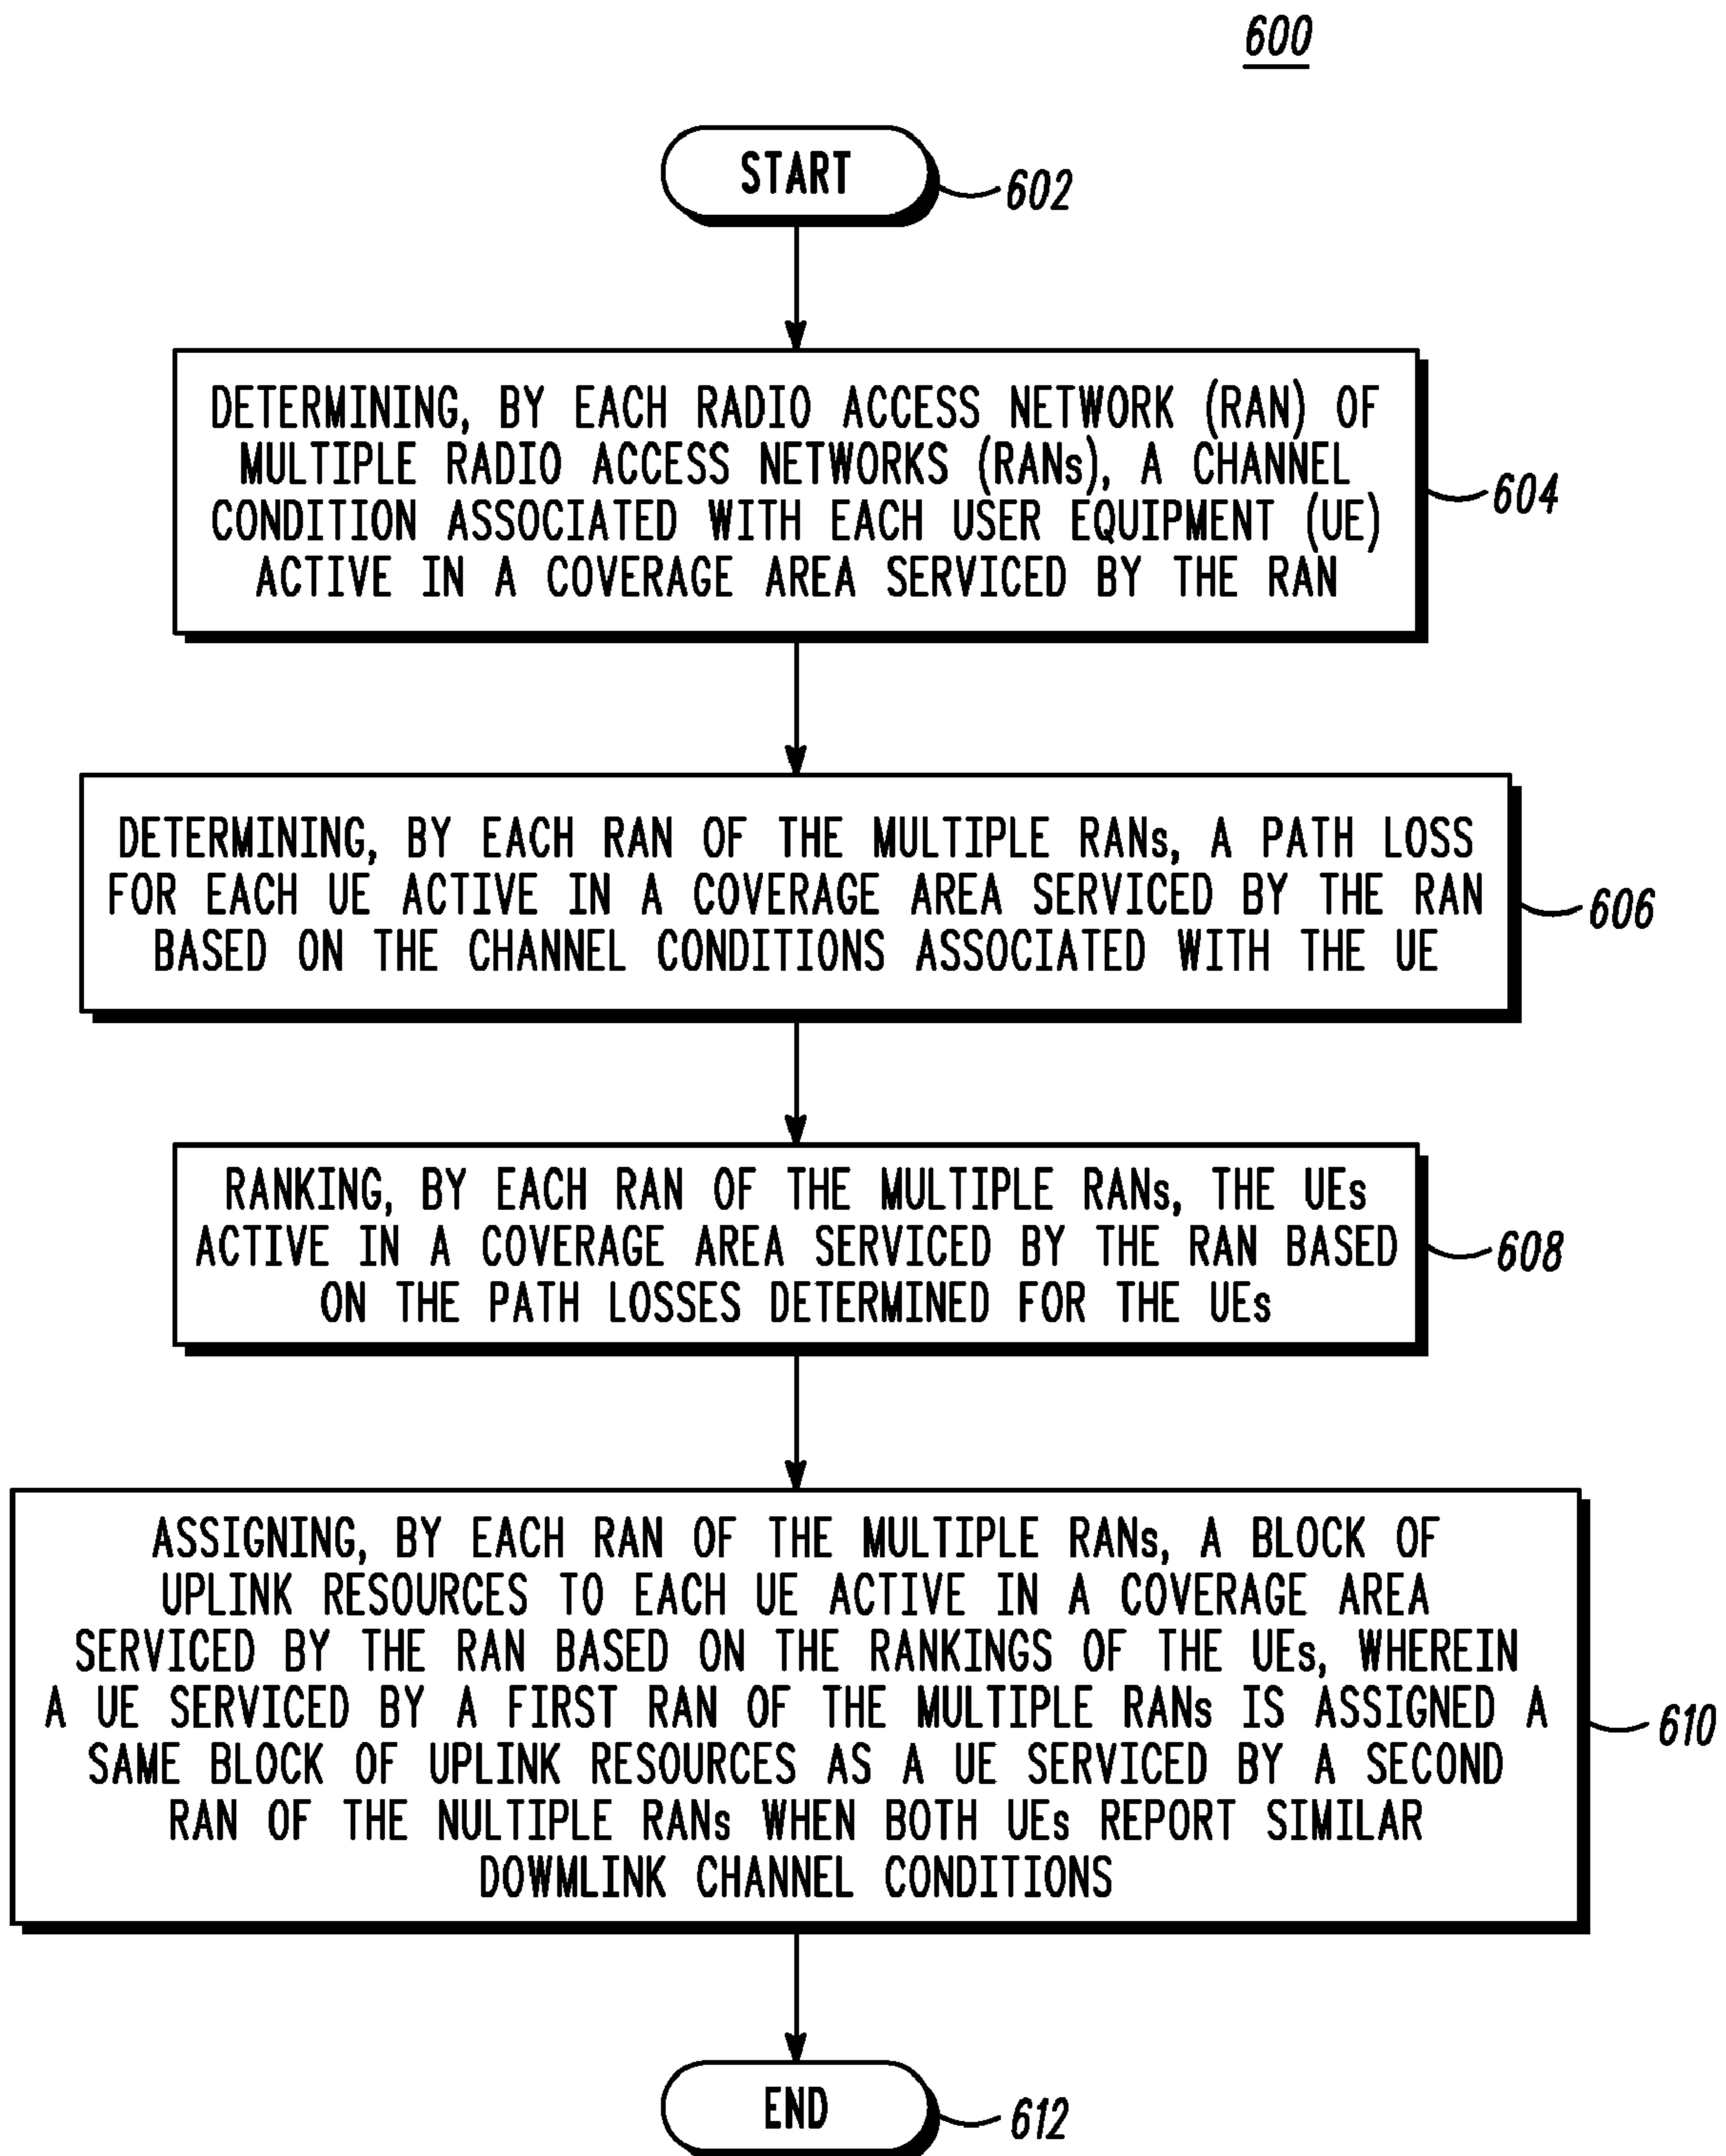 600
START
602
DETERMINING, BY EACH RADIO ACCESS NETWORK (RAN) OF
MULTIPLE RADIO ACCESS NETWORKS (RANs), A CHANNEL
CONDITION ASSOCIATED WITH EACH USER EQUIPMENT (UE)
ACTIVE IN A COVERAGE AREA SERVICED BY THE RAN
604
DETERMINING, BY EACH RAN OF THE MULTIPLE RANs, A PATH LOSS
FOR EACH UE ACTIVE IN A COVERAGE AREA SERVICED BY THE RAN
BASED ON THE CHANNEL CONDITIONS ASSOCIATED WITH THE UE
606
RANKING, BY EACH RAN OF THE MULTIPLE RANs, THE UEs
ACTIVE IN A COVERAGE AREA SERVICED BY THE RAN BASED
ON THE PATH LOSSES DETERMINED FOR THE UEs
608
ASSIGNING, BY EACH RAN OF THE MULTIPLE RANs, A BLOCK OF
UPLINK RESOURCES TO EACH UE ACTIVE IN A COVERAGE AREA
SERVICED BY THE RAN BASED ON THE RANKINGS OF THE UEs, WHEREIN
A UE SERVICED BY A FIRST RAN OF THE MULTIPLE RANs IS ASSIGNED A
SAME BLOCK OF UPLINK RESOURCES AS A UE SERVICED BY A SECOND
RAN OF THE NULTIPLE RANs WHEN BOTH UEs REPORT SIMILAR
DOWMLINK CHANNEL CONDITIONS
610
END
612